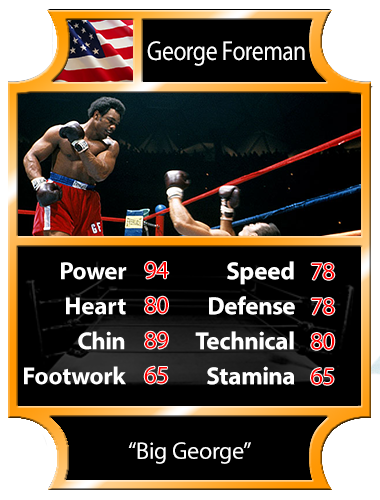 George Foreman
GF
Power 94 Speed 78
Heart 80 Defense 78
Chin 89 Technical 80
Footwork 65 Stamina 65
“Big George”